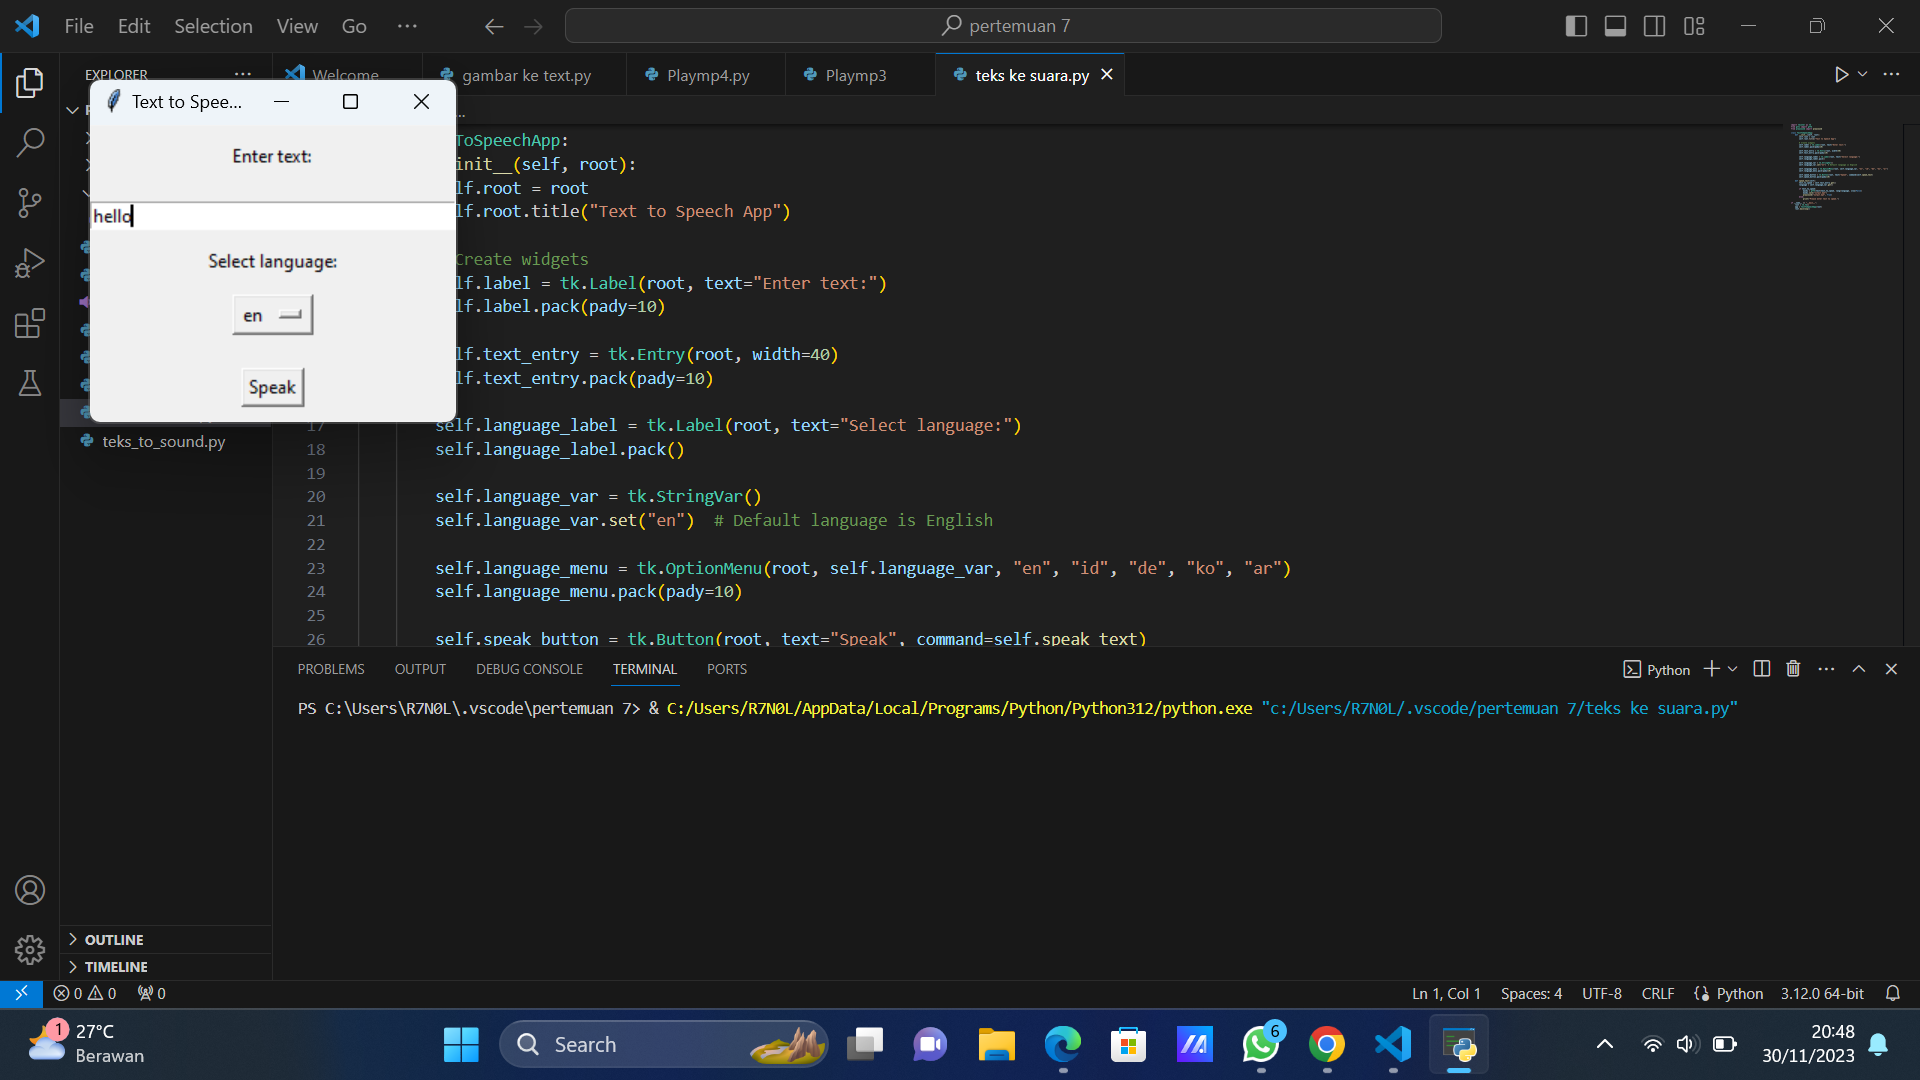 File Edit Selection View Go ··· pertemuan 7
EXPLORER ···
Welcome gambar ke text.py Playmp4.py Playmp3 teks ke suara.py
Text to Spee...
Enter text:
hello
Select language:
en
Speak
teks_to_sound.py
OUTLINE
TIMELINE
...
ToSpeechApp:
init__(self, root):
lf.root = root
lf.root.title("Text to Speech App")
Create widgets
lf.label = tk.Label(root, text="Enter text:")
lf.label.pack(pady=10)
lf.text_entry = tk.Entry(root, width=40)
lf.text_entry.pack(pady=10)
17 self.language_label = tk.Label(root, text="Select language:")
18 self.language_label.pack()
19
20 self.language_var = tk.StringVar()
21 self.language_var.set("en") # Default language is English
22
23 self.language_menu = tk.OptionMenu(root, self.language_var, "en", "id", "de", "ko", "ar")
24 self.language_menu.pack(pady=10)
25
26 self.speak_button = tk.Button(root, text="Speak", command=self.speak_text)
PROBLEMS OUTPUT DEBUG CONSOLE TERMINAL PORTS Python
PS C:\Users\R7N0L\.vscode\pertemuan 7> & C:/Users/R7N0L/AppData/Local/Programs/Python/Python312/python.exe "c:/Users/R7N0L/.vscode/pertemuan 7/teks ke suara.py"
0 0 0 Ln 1, Col 1 Spaces: 4 UTF-8 CRLF Python 3.12.0 64-bit
1 27°C
Berawan
Search
6
20:48
30/11/2023